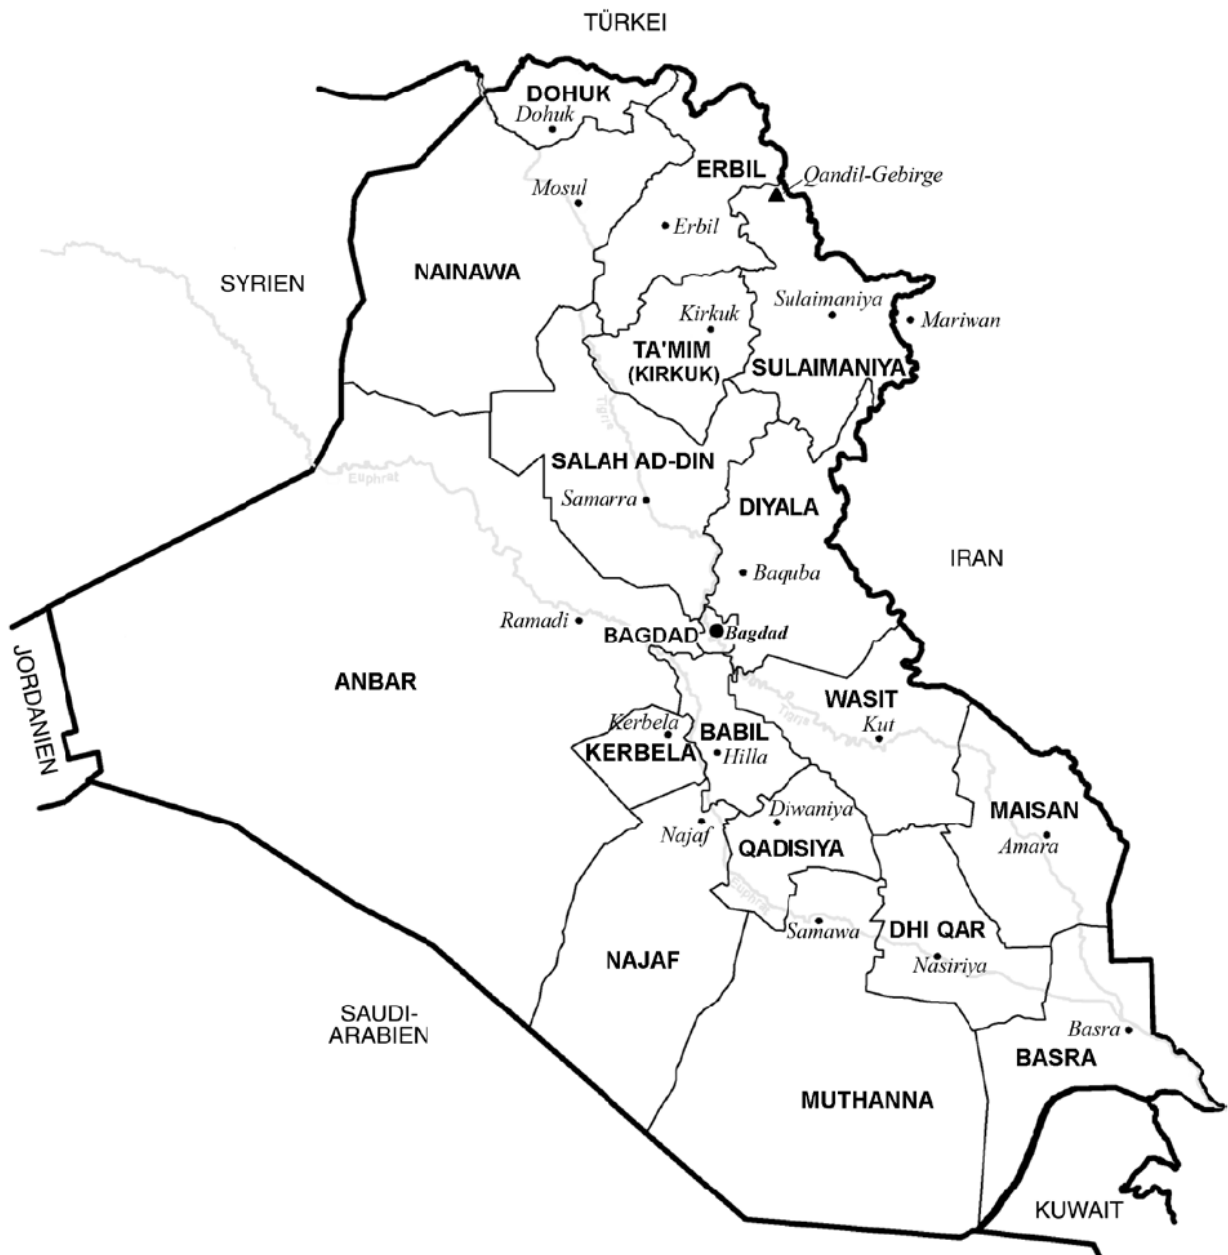 TÜRKEI
DOHUK
Dohuk
ERBIL
Qandil-Gebirge
Mosul
Erbil
NAINAWA
SYRIEN
Sulaimaniya
Kirkuk
Mariwan
TA'MIM
(KIRKUK)
SULAIMANIYA
Tigris
SALAH AD-DIN
Euphrat
Samarra
DIYALA
IRAN
Baquba
Ramadi
BAGDAD
Bagdad
JORDANIEN
ANBAR
WASIT
Tigris
Kerbela
Kut
BABIL
KERBELA
Hilla
Diwaniya
MAISAN
Najaf
Amara
QADISIYA
Euphrat
Samawa
DHI QAR
NAJAF
Nasiriya
SAUDI-
ARABIEN
Basra
BASRA
MUTHANNA
KUWAIT